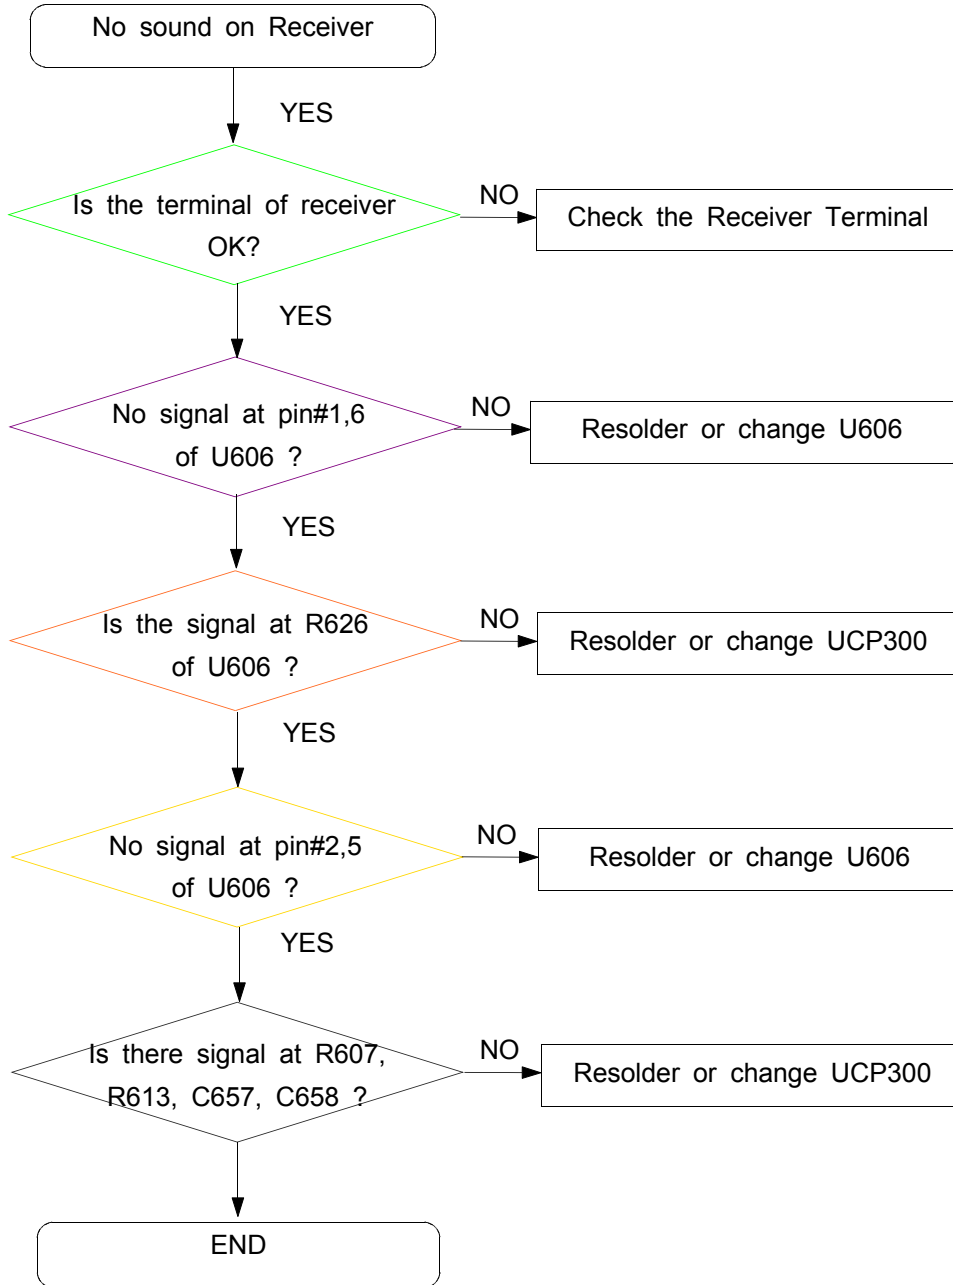 No sound on Receiver
YES
Is the terminal of receiver
OK?
NO
Check the Receiver Terminal
YES
No signal at pin#1,6
of U606 ?
NO
Resolder or change U606
YES
Is the signal at R626
of U606 ?
NO
Resolder or change UCP300
YES
No signal at pin#2,5
of U606 ?
NO
Resolder or change U606
YES
Is there signal at R607,
R613, C657, C658 ?
NO
Resolder or change UCP300
END